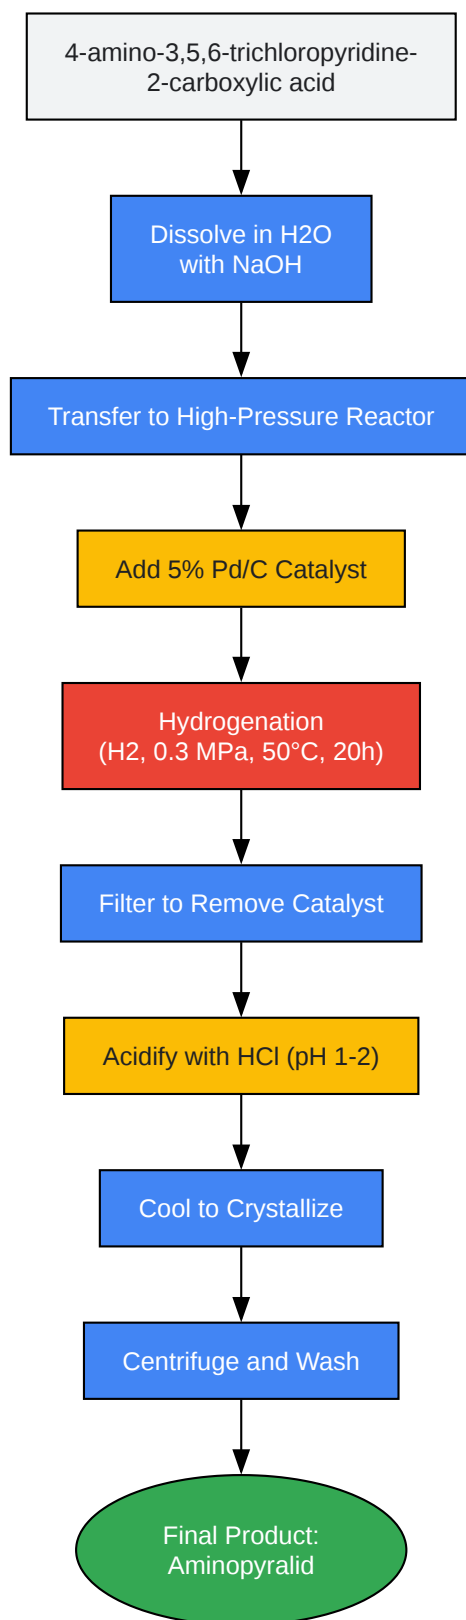 4-amino-3,5,6-trichloropyridine-
2-carboxylic acid
Dissolve in H2O
with NaOH
Transfer to High-Pressure Reactor
Add 5% Pd/C Catalyst
Hydrogenation
(H2, 0.3 MPa, 50°C, 20h)
Filter to Remove Catalyst
Acidify with HCl (pH 1-2)
Cool to Crystallize
Centrifuge and Wash
Final Product:
Aminopyralid